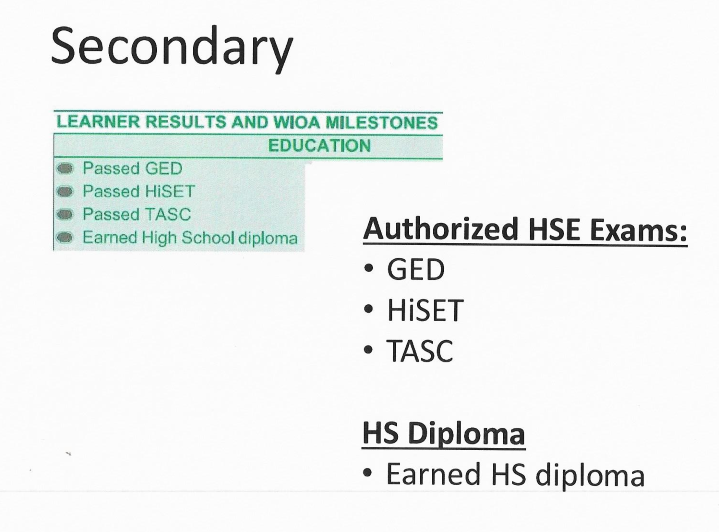 Secondary
LEARNER RESULTS AND WIOA MILESTONES
EDUCATION
Passed GED
Passed HiSET
Passed TASC
Earned High School diploma
Authorized HSE Exams:
• GED
• HiSET
• TASC
HS Diploma
• Earned HS diploma